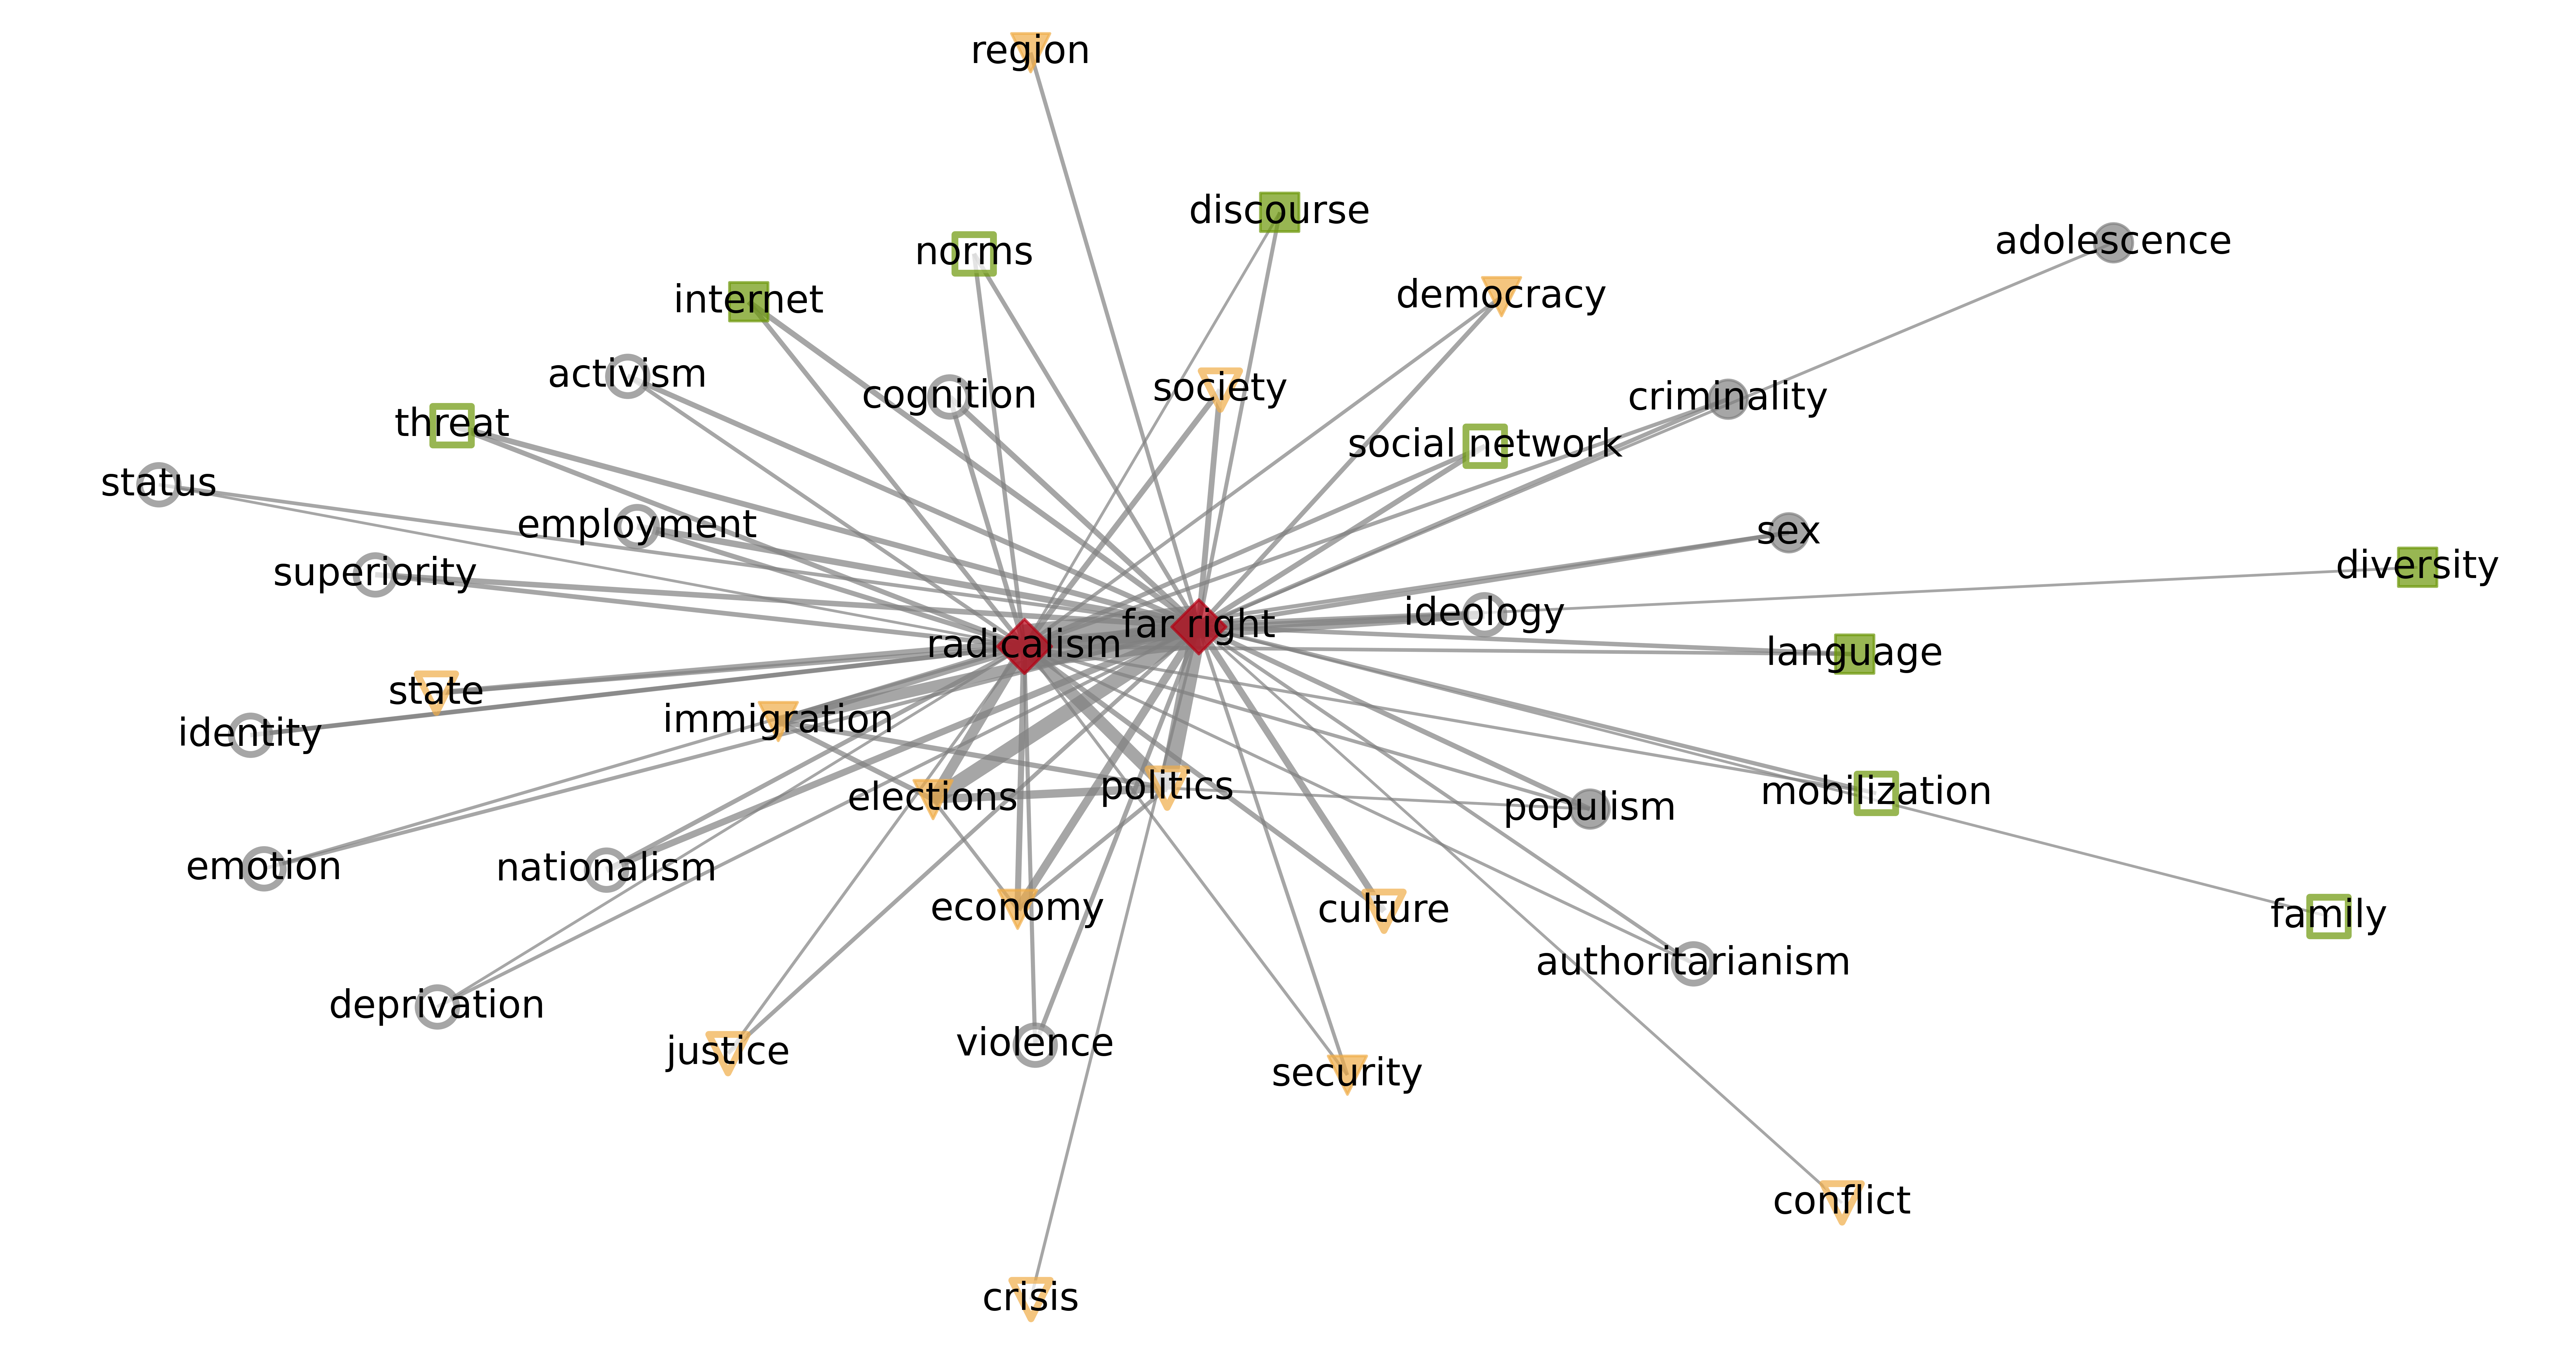 region
discourse
adolescence
norms
democracy
internet
activism
society
cognition
criminality
threat
social network
status
employment
sex
superiority
diversity
ideology
far right
radicalism
language
state
immigration
identity
politics
mobilization
elections
populism
emotion
nationalism
economy
culture
family
authoritarianism
deprivation
violence
justice
security
conflict
crisis